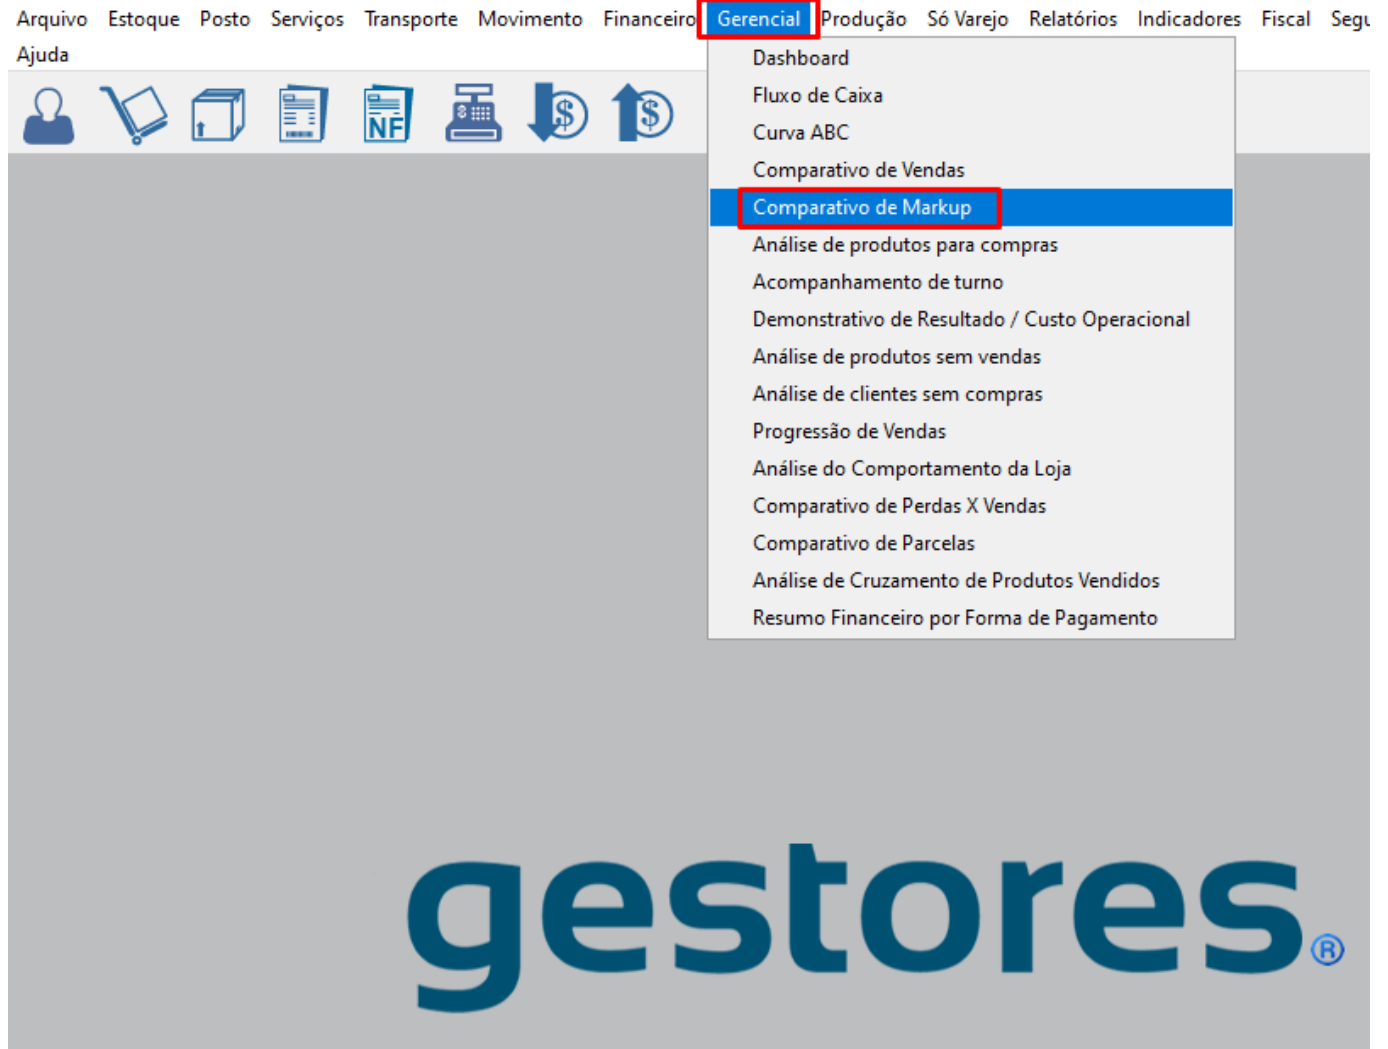 Arquivo Estoque Posto Serviços Transporte Movimento Financeiro Gerencial Produção Só Varejo Relatórios Indicadores Fiscal Segu
Ajuda
NF
Dashboard
Fluxo de Caixa
Curva ABC
Comparativo de Vendas
Comparativo de Markup
Análise de produtos para compras
Acompanhamento de turno
Demonstrativo de Resultado / Custo Operacional
Análise de produtos sem vendas
Análise de clientes sem compras
Progressão de Vendas
Análise do Comportamento da Loja
Comparativo de Perdas X Vendas
Comparativo de Parcelas
Análise de Cruzamento de Produtos Vendidos
Resumo Financeiro por Forma de Pagamento
gestores®